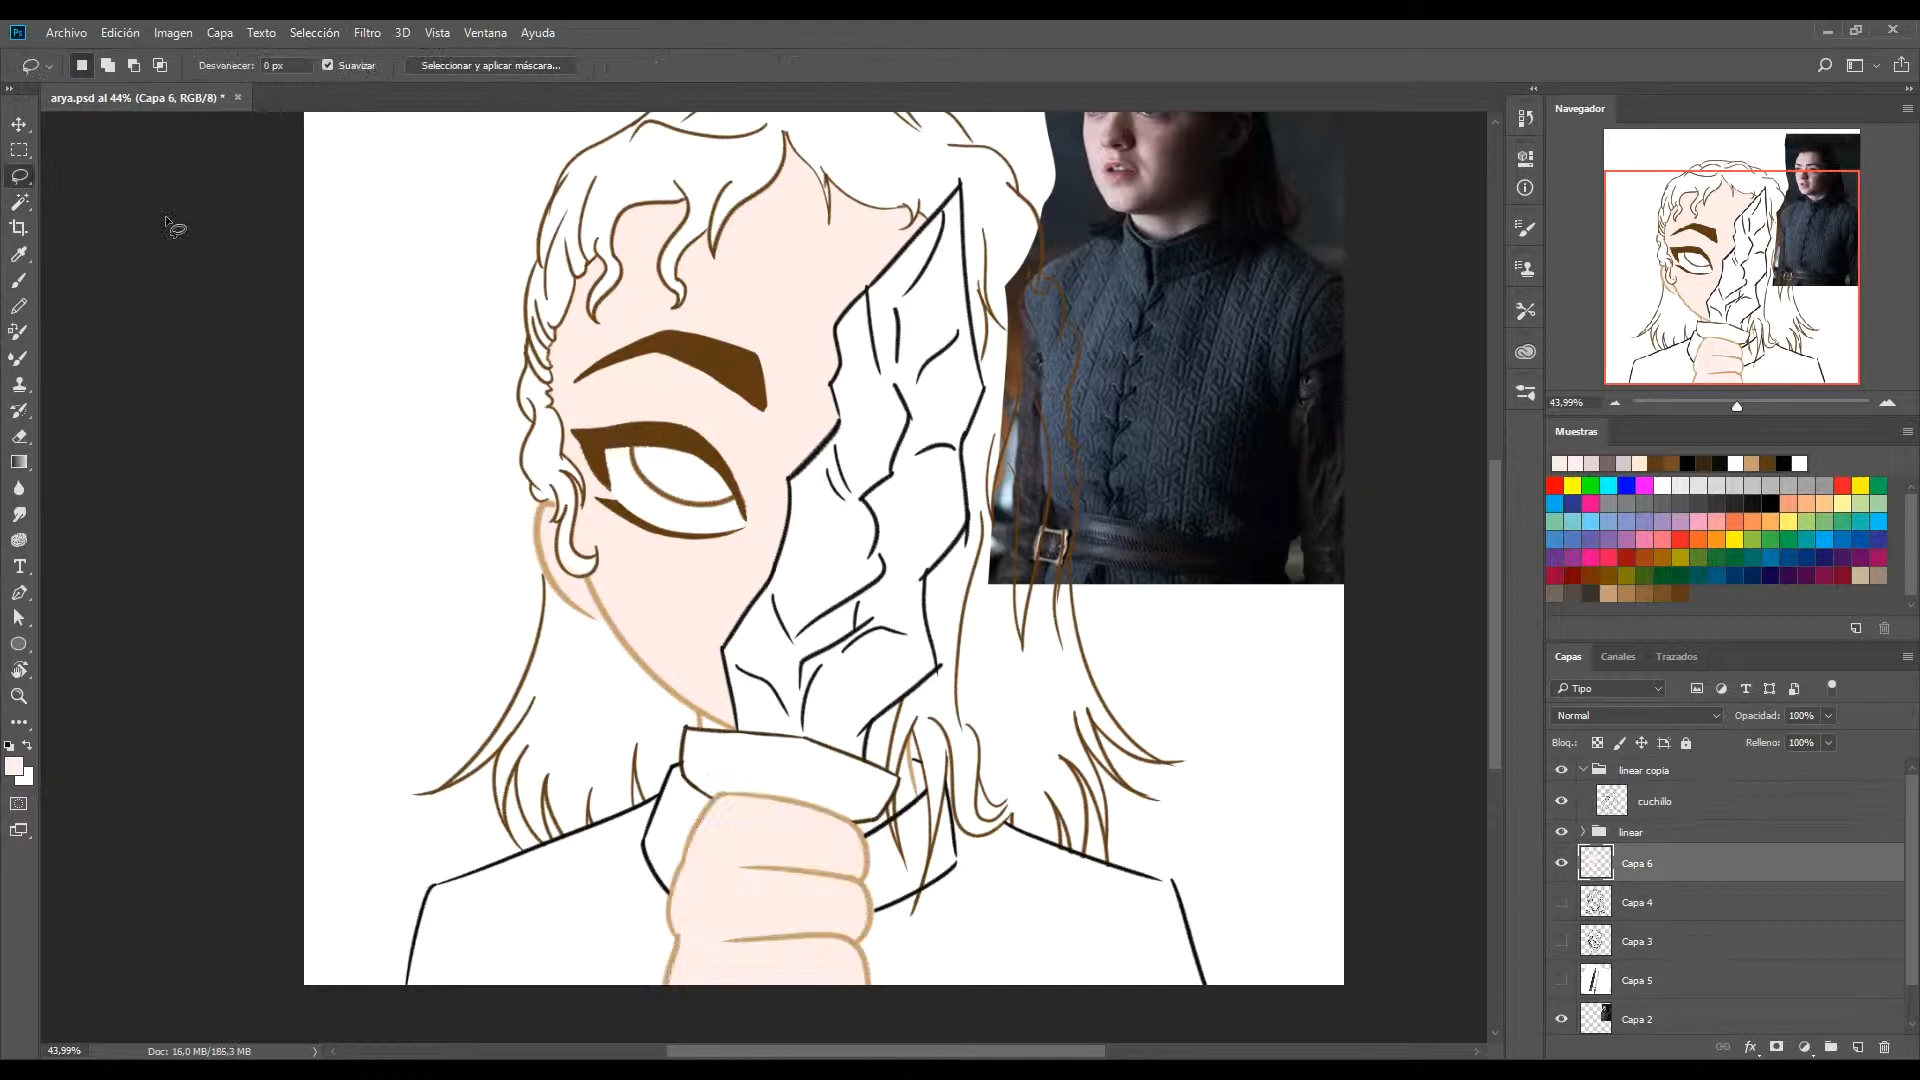 Ps Archivo Edición Imagen Capa Texto Selección Filtro 3D Vista Ventana Ayuda
Desvanecer: 0 px Suavizar Seleccionar y aplicar máscara...
arya.psd al 44% (Capa 6, RGB/8) *
Navegador
43,99%
Muestras
Capas Canales Trazados
Tipo
Normal Opacidad: 100%
Bloq.: Relleno: 100%
linear copia
cuchillo
linear
Capa 6
Capa 4
Capa 3
Capa 5
Capa 2
43,99% Doc: 16,0 MB/185,3 MB